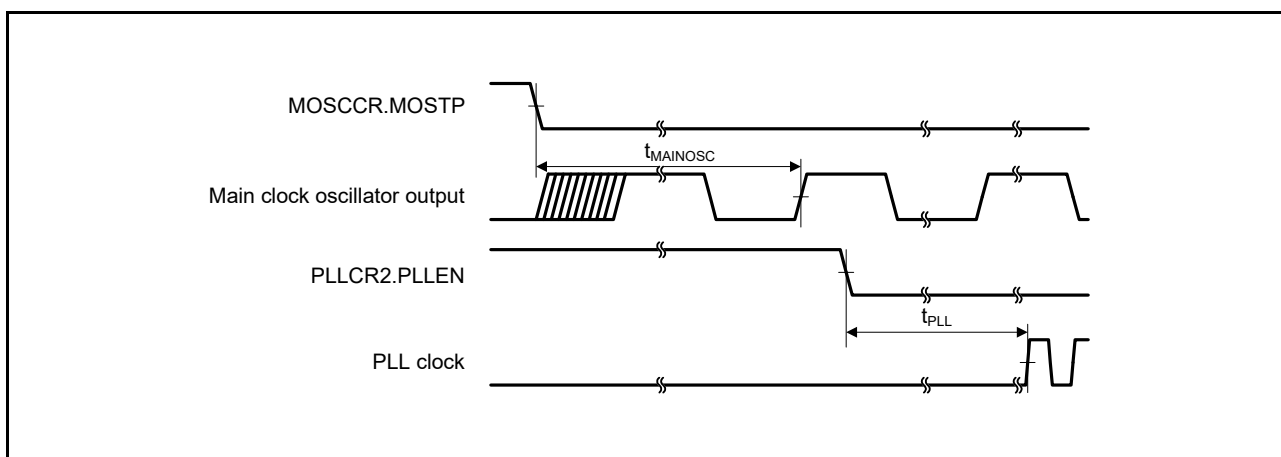 MOSCCR.MOSTP
tMAINOSC
Main clock oscillator output
PLLCR2.PLLEN
tPLL
PLL clock